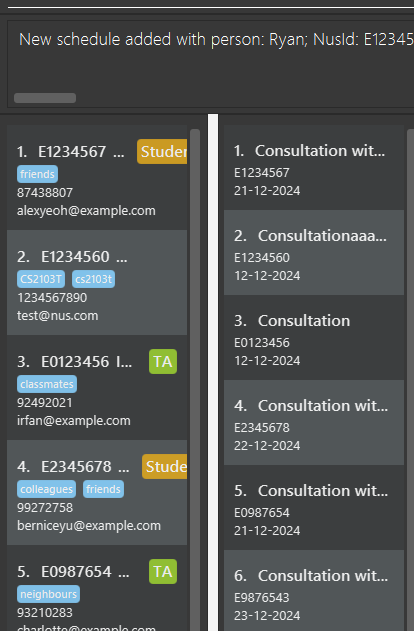 New schedule added with person: Ryan; NusId: E12345
1. E1234567 ... Studen
friends
87438807
alexyeoh@example.com
2. E1234560 ...
CS2103T cs2103t
1234567890
test@nus.com
3. E0123456 I... TA
classmates
92492021
irfan@example.com
4. E2345678 ... Stude
colleagues friends
99272758
berniceyu@example.com
5. E0987654 ... TA
neighbours
93210283
charlotte@example.com
1. Consultation wit...
E1234567
21-12-2024
2. Consultationaaa...
E1234560
12-12-2024
3. Consultation
E0123456
12-12-2024
4. Consultation wit...
E2345678
22-12-2024
5. Consultation wit...
E0987654
21-12-2024
6. Consultation wit...
E9876543
23-12-2024